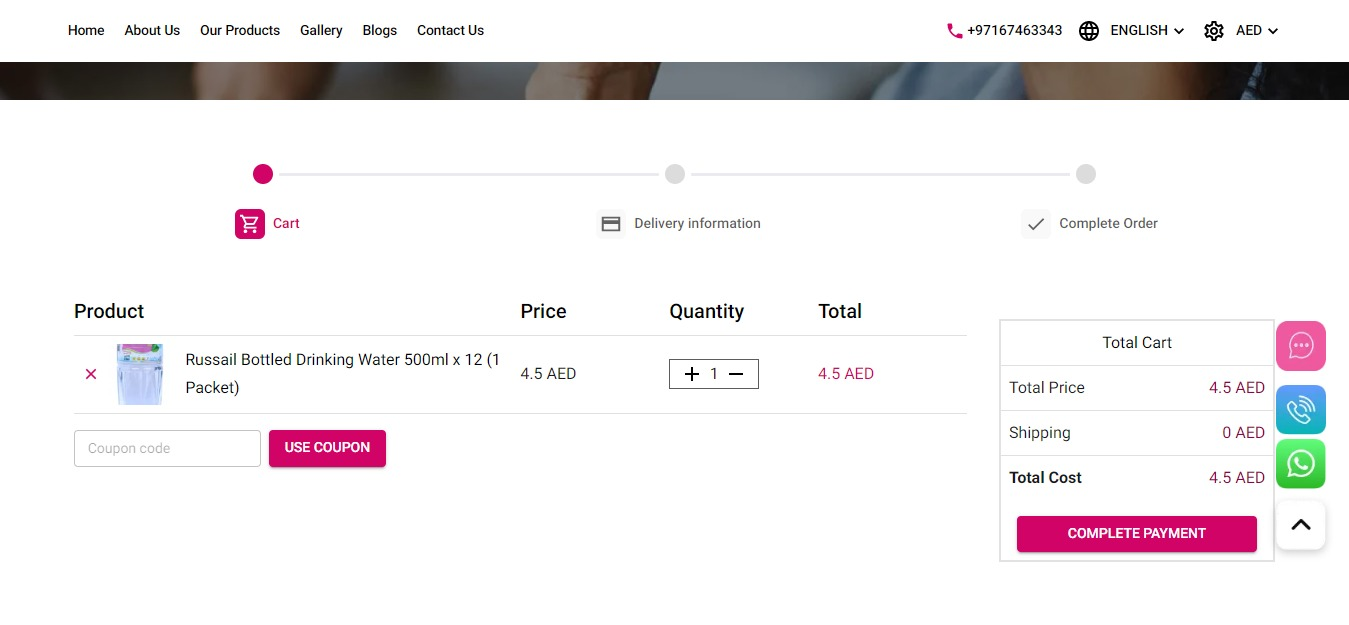 Home About Us Our Products Gallery Blogs Contact Us +97167463343 ENGLISH AED
Cart Delivery information Complete Order
Product Price Quantity Total
Russail Bottled Drinking Water 500ml x 12 (1
Packet)
4.5 AED + 1 − 4.5 AED
Coupon code USE COUPON
Total Cart
Total Price 4.5 AED
Shipping 0 AED
Total Cost 4.5 AED
COMPLETE PAYMENT